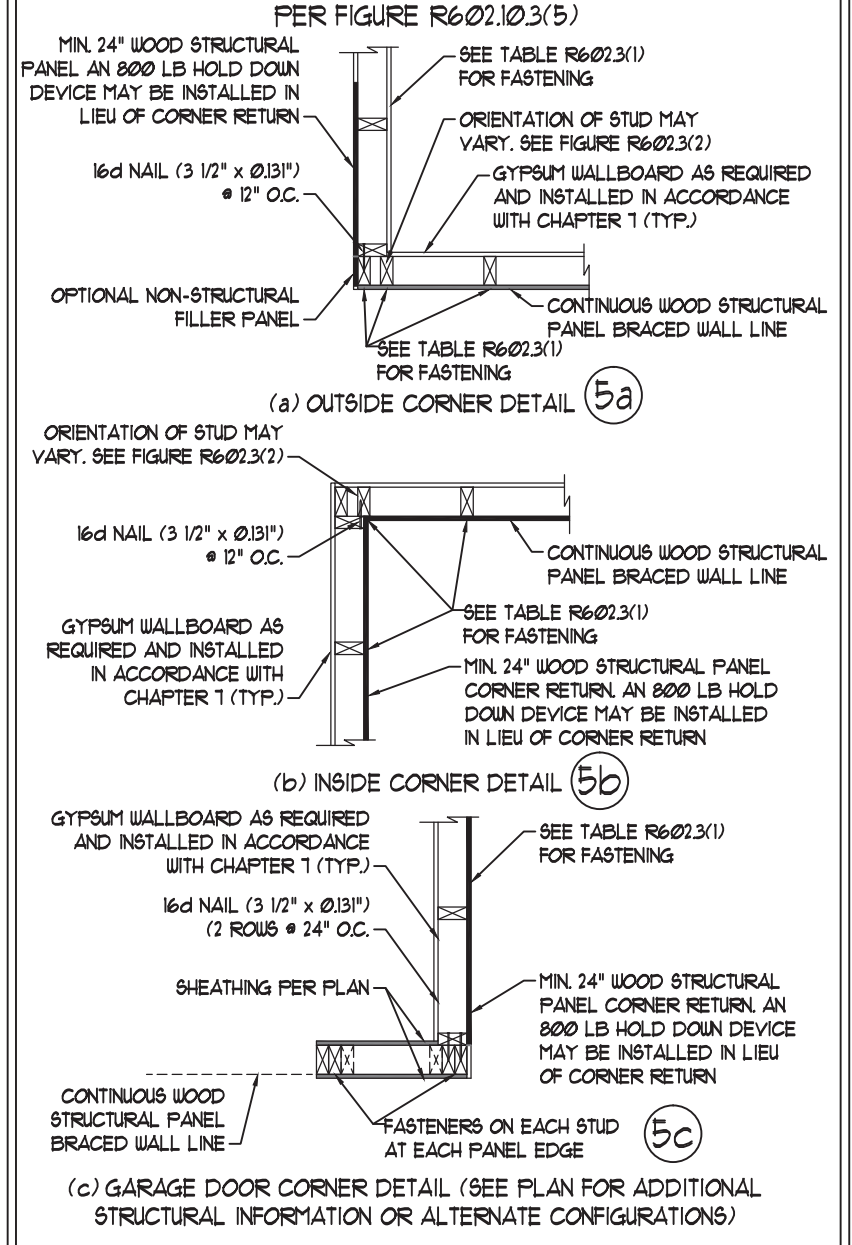 PER FIGURE R602.10.3(5)
MIN. 24" WOOD STRUCTURAL
PANEL AN 800 LB HOLD DOWN
DEVICE MAY BE INSTALLED IN
LIEU OF CORNER RETURN
16d NAIL (3 1/2" x Ø.131")
@ 12" O.C.
OPTIONAL NON-STRUCTURAL
FILLER PANEL
SEE TABLE R602.3(1)
FOR FASTENING
ORIENTATION OF STUD MAY
VARY. SEE FIGURE R602.3(2)
GYPSUM WALLBOARD AS REQUIRED
AND INSTALLED IN ACCORDANCE
WITH CHAPTER 7 (TYP.)
CONTINUOUS WOOD STRUCTURAL
PANEL BRACED WALL LINE
SEE TABLE R602.3(1)
FOR FASTENING
(a) OUTSIDE CORNER DETAIL 5a
ORIENTATION OF STUD MAY
VARY. SEE FIGURE R602.3(2)
16d NAIL (3 1/2" x Ø.131")
@ 12" O.C.
GYPSUM WALLBOARD AS
REQUIRED AND INSTALLED
IN ACCORDANCE WITH
CHAPTER 7 (TYP.)
CONTINUOUS WOOD STRUCTURAL
PANEL BRACED WALL LINE
SEE TABLE R602.3(1)
FOR FASTENING
MIN. 24" WOOD STRUCTURAL PANEL
CORNER RETURN. AN 800 LB HOLD
DOWN DEVICE MAY BE INSTALLED
IN LIEU OF CORNER RETURN
(b) INSIDE CORNER DETAIL 5b
GYPSUM WALLBOARD AS REQUIRED
AND INSTALLED IN ACCORDANCE
WITH CHAPTER 7 (TYP.)
16d NAIL (3 1/2" x Ø.131")
(2 ROWS @ 24" O.C.
SHEATHING PER PLAN
CONTINUOUS WOOD
STRUCTURAL PANEL
BRACED WALL LINE
SEE TABLE R602.3(1)
FOR FASTENING
MIN. 24" WOOD STRUCTURAL
PANEL CORNER RETURN. AN
800 LB HOLD DOWN DEVICE
MAY BE INSTALLED IN LIEU
OF CORNER RETURN
FASTENERS ON EACH STUD
AT EACH PANEL EDGE
5c
(c) GARAGE DOOR CORNER DETAIL (SEE PLAN FOR ADDITIONAL
STRUCTURAL INFORMATION OR ALTERNATE CONFIGURATIONS)